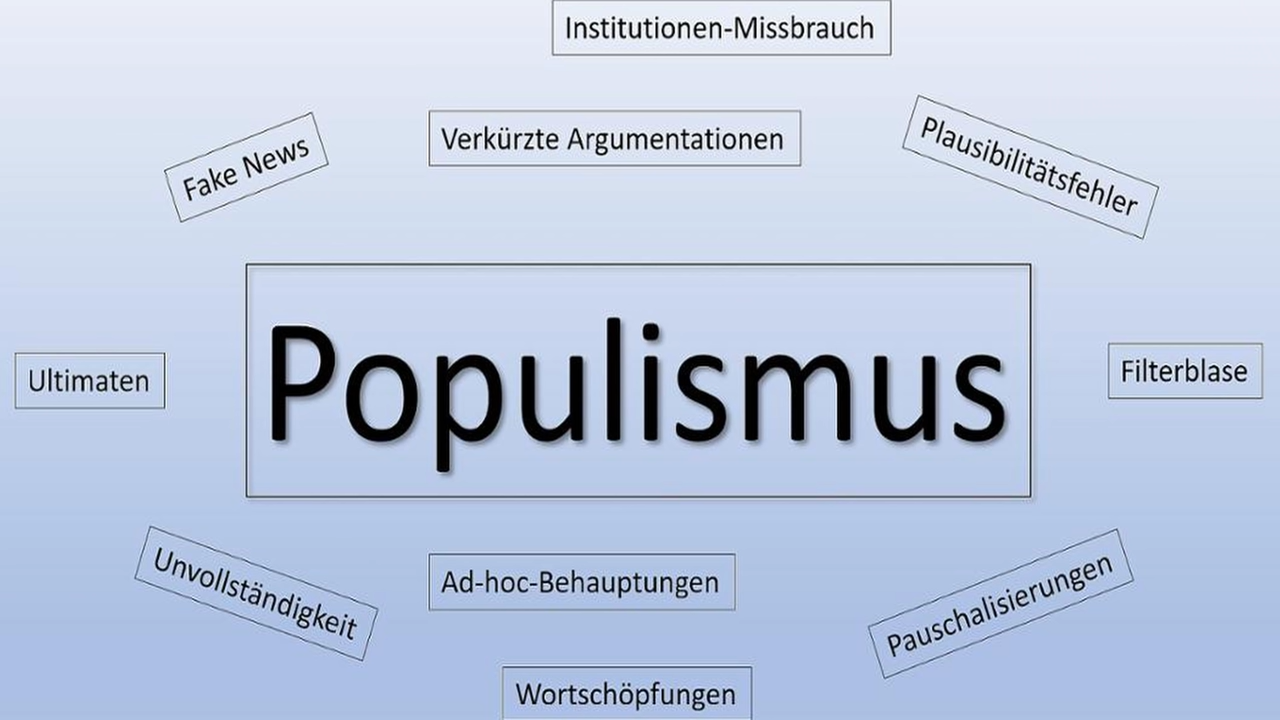 Institutionen-Missbrauch
Fake News
Verkürzte Argumentationen
Plausibilitätsfehler
Populismus
Ultimaten
Filterblase
Unvollständigkeit
Ad-hoc-Behauptungen
Pauschalisierungen
Wortschöpfungen